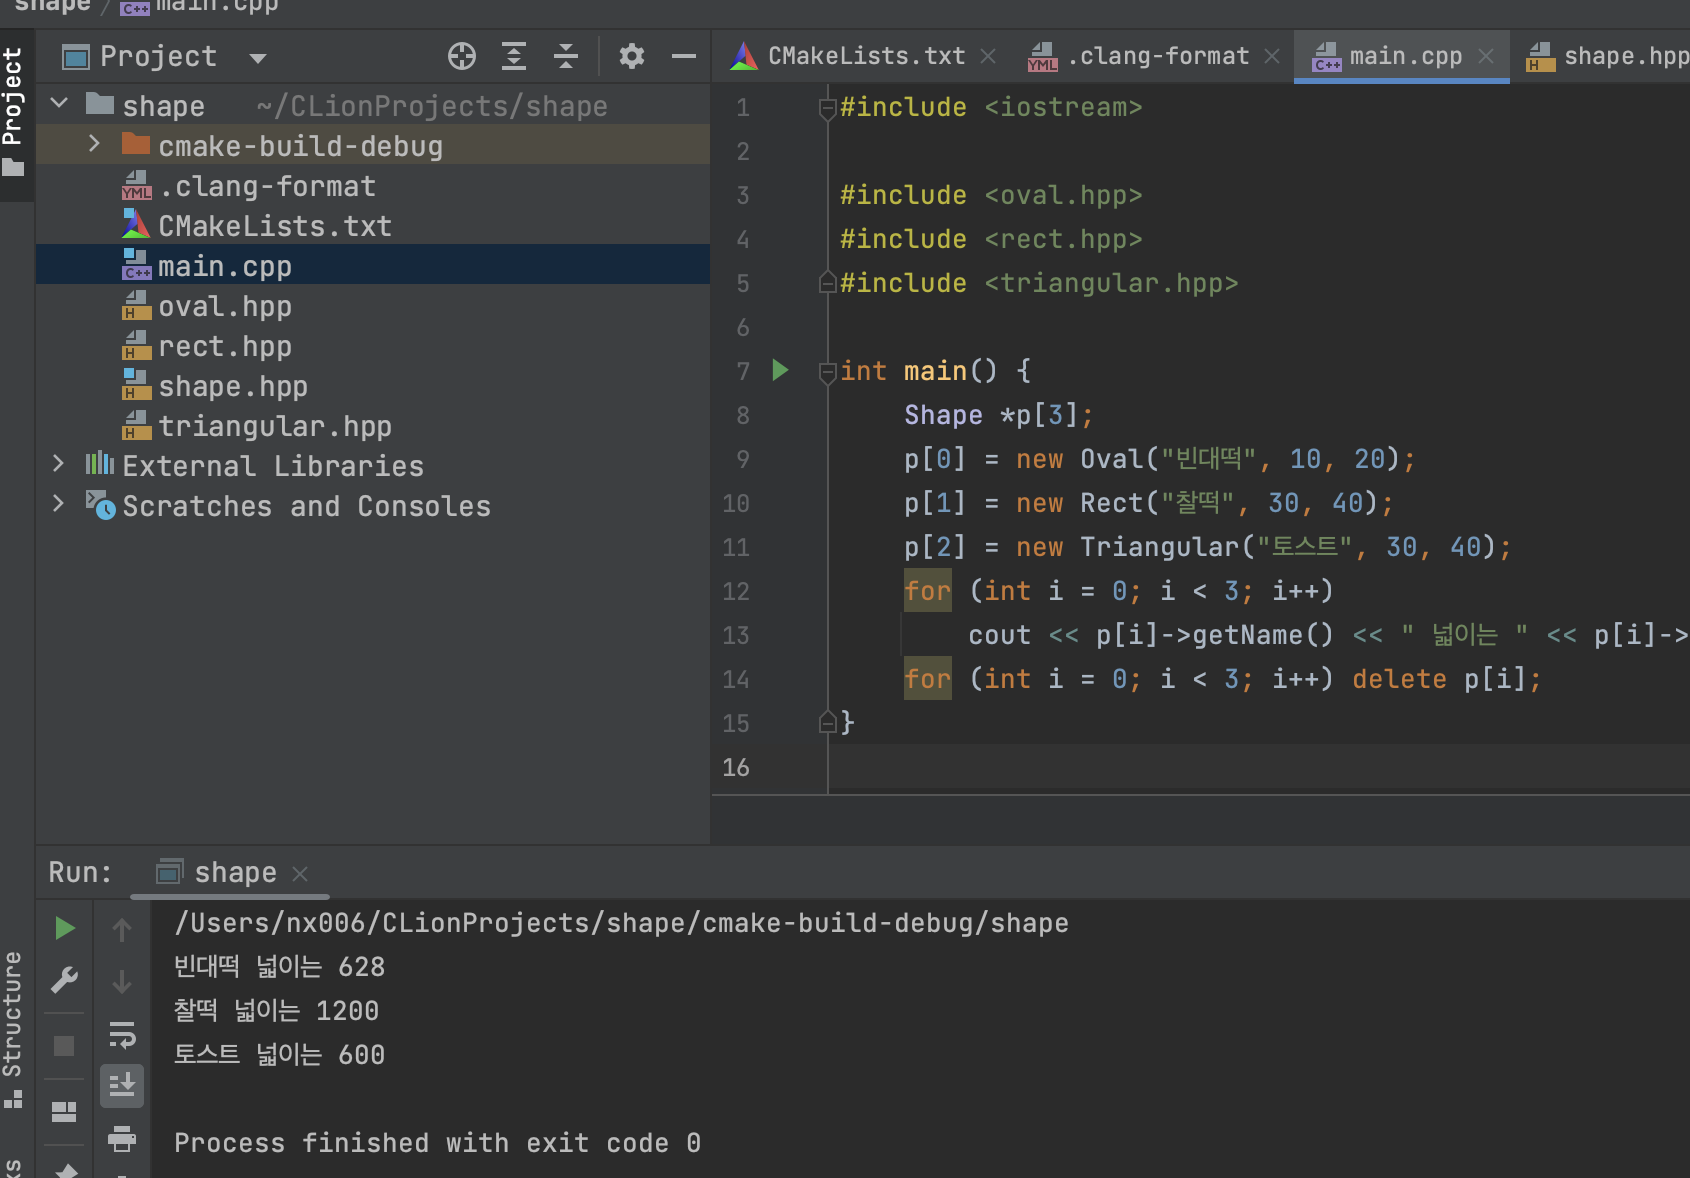 shape / main.cpp
Project
Project
shape ~/CLionProjects/shape
cmake-build-debug
.clang-format
CMakeLists.txt
main.cpp
oval.hpp
rect.hpp
shape.hpp
triangular.hpp
External Libraries
Scratches and Consoles
CMakeLists.txt .clang-format main.cpp shape.hpp
1 #include <iostream>
2
3 #include <oval.hpp>
4 #include <rect.hpp>
5 #include <triangular.hpp>
6
7 int main() {
8 Shape *p[3];
9 p[0] = new Oval("빈대떡", 10, 20);
10 p[1] = new Rect("찰떡", 30, 40);
11 p[2] = new Triangular("토스트", 30, 40);
12 for (int i = 0; i < 3; i++)
13 cout << p[i]->getName() << " 넓이는 " << p[i]->
14 for (int i = 0; i < 3; i++) delete p[i];
15 }
16
Run: shape
/Users/nx006/CLionProjects/shape/cmake-build-debug/shape
빈대떡 넓이는 628
찰떡 넓이는 1200
토스트 넓이는 600
Process finished with exit code 0
Structure